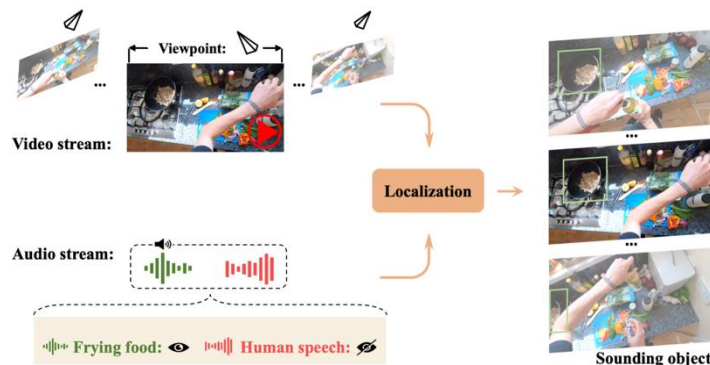 Viewpoint:
...
...
Video stream:
Localization
...
Audio stream:
...
Frying food:
Human speech:
Sounding object